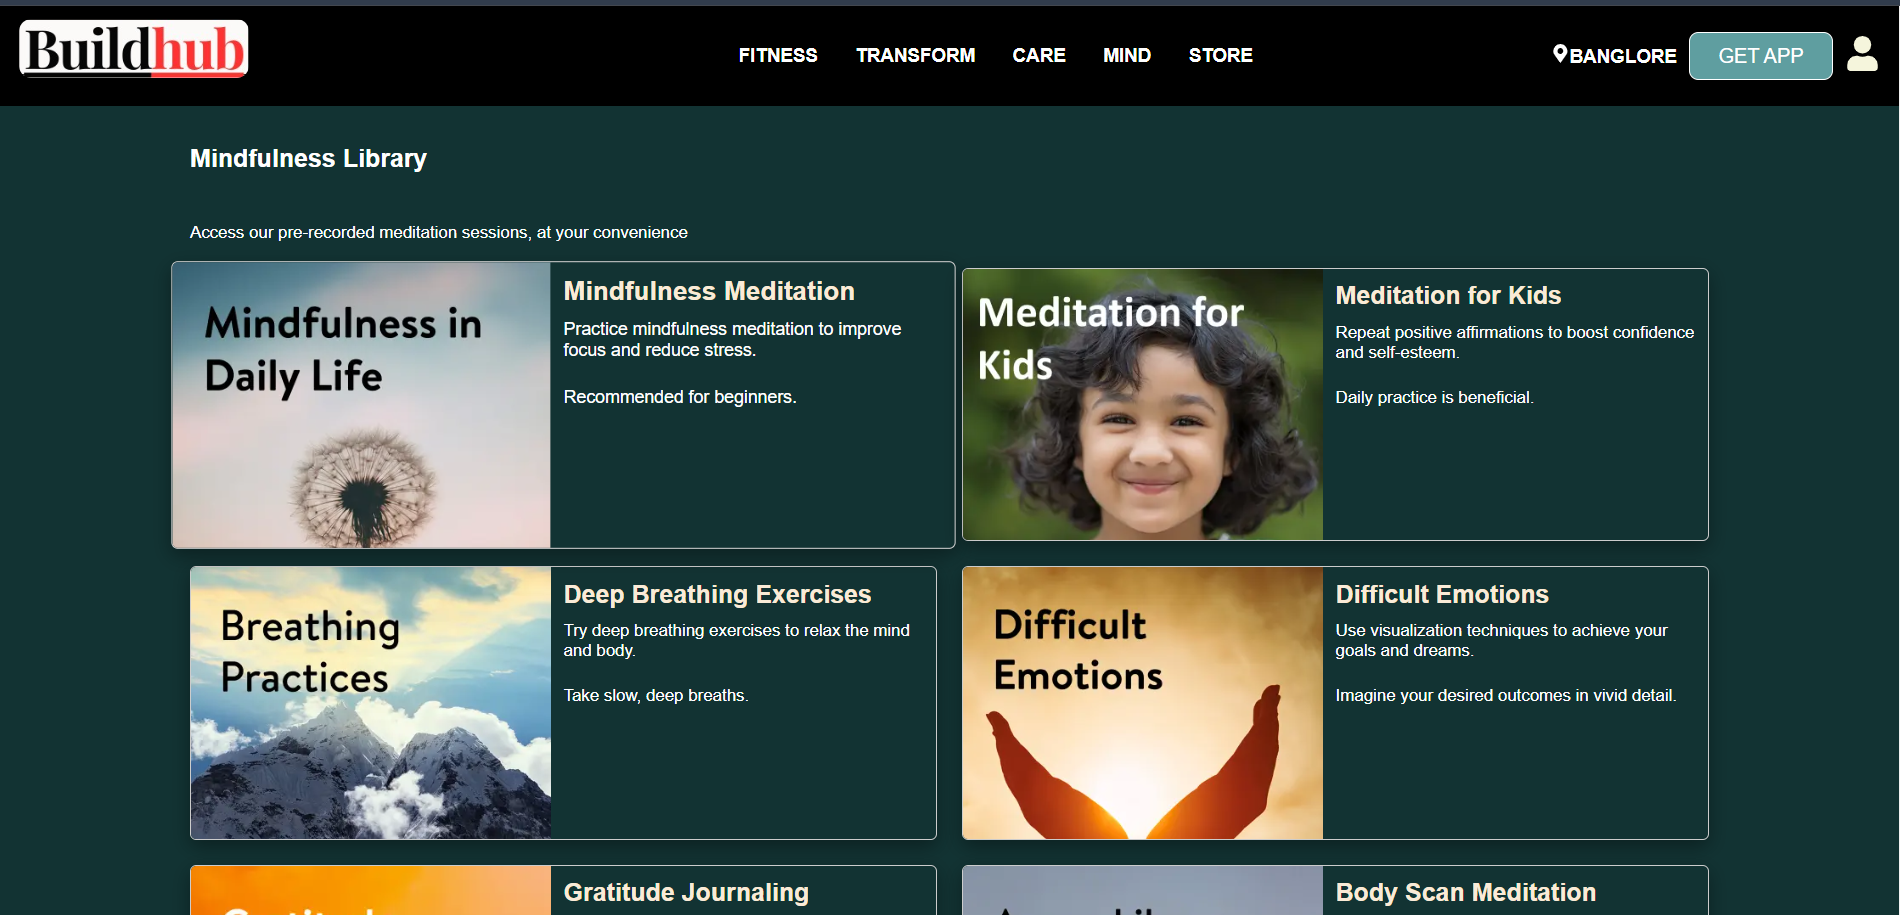 Buildhub
FITNESS
TRANSFORM
CARE
MIND
STORE
BANGLORE
GET APP
Mindfulness Library
Access our pre-recorded meditation sessions, at your convenience
Mindfulness in
Daily Life
Mindfulness Meditation
Practice mindfulness meditation to improve
focus and reduce stress.
Recommended for beginners.
Meditation for
Kids
Meditation for Kids
Repeat positive affirmations to boost confidence
and self-esteem.
Daily practice is beneficial.
Breathing
Practices
Deep Breathing Exercises
Try deep breathing exercises to relax the mind
and body.
Take slow, deep breaths.
Difficult
Emotions
Difficult Emotions
Use visualization techniques to achieve your
goals and dreams.
Imagine your desired outcomes in vivid detail.
Gratitude Journaling
Body Scan Meditation